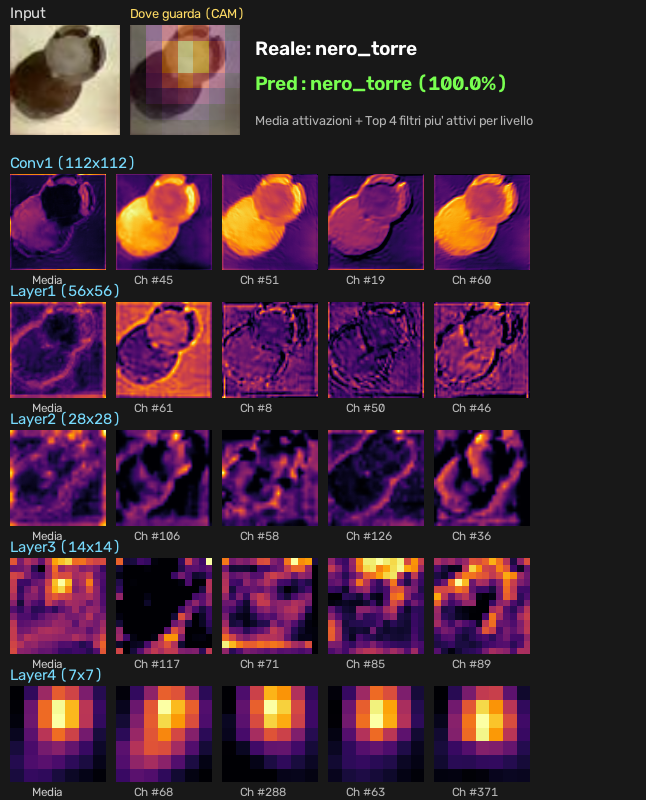 Input
Dove guarda (CAM)
Reale: nero_torre
Pred : nero_torre (100.0%)
Media attivazioni + Top 4 filtri piu' attivi per livello
Conv1 (112x112)
Media
Ch #45
Ch #51
Ch #19
Ch #60
Layer1 (56x56)
Media
Ch #61
Ch #8
Ch #50
Ch #46
Layer2 (28x28)
Media
Ch #106
Ch #58
Ch #126
Ch #36
Layer3 (14x14)
Media
Ch #117
Ch #71
Ch #85
Ch #89
Layer4 (7x7)
Media
Ch #68
Ch #288
Ch #63
Ch #371